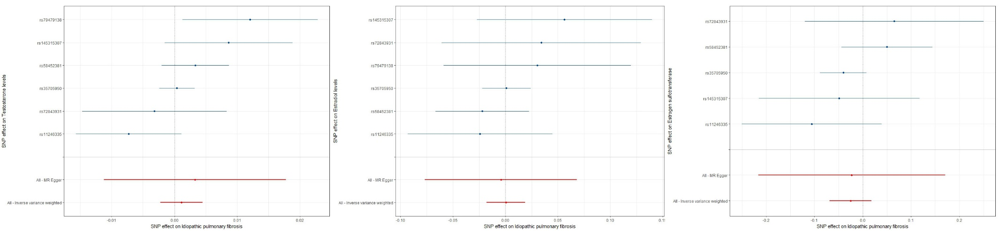 SNP effect on Testosterone levels
rs79479138
rs145315307
rs58452381
rs35705950
rs72843931
rs11246335
All - MR Egger
All - Inverse variance weighted
-0.01 0.00 0.01 0.02
SNP effect on Idiopathic pulmonary fibrosis
SNP effect on Estradiol levels
rs145315307
rs72843931
rs79479138
rs35705950
rs58452381
rs11246335
All - MR Egger
All - Inverse variance weighted
-0.10 -0.05 0.00 0.05 0.10
SNP effect on Idiopathic pulmonary fibrosis
SNP effect on Estrogen sulfotransferase
rs72843931
rs58452381
rs35705950
rs145315307
rs11246335
All - MR Egger
All - Inverse variance weighted
-0.2 -0.1 0.0 0.1 0.2
SNP effect on Idiopathic pulmonary fibrosis